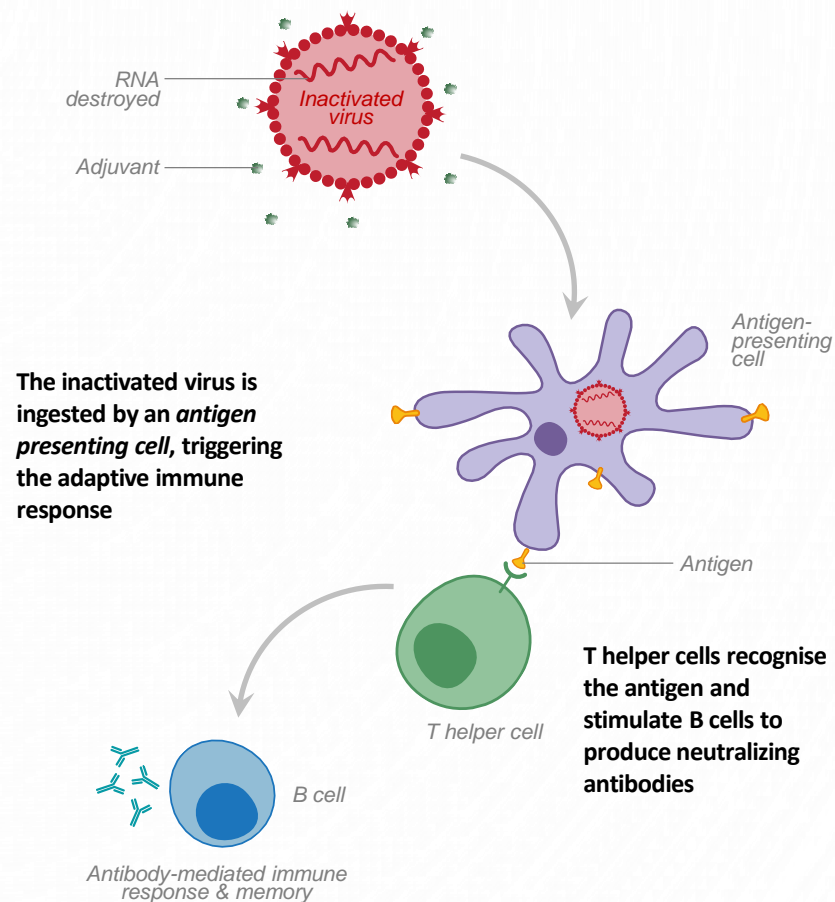 RNA
destroyed
Inactivated
virus
Adjuvant
Antigen-
presenting
cell
The inactivated virus is
ingested by an antigen
presenting cell, triggering
the adaptive immune
response
Antigen
T helper cells recognise
the antigen and
stimulate B cells to
produce neutralizing
antibodies
T helper cell
B cell
Antibody-mediated immune
response & memory